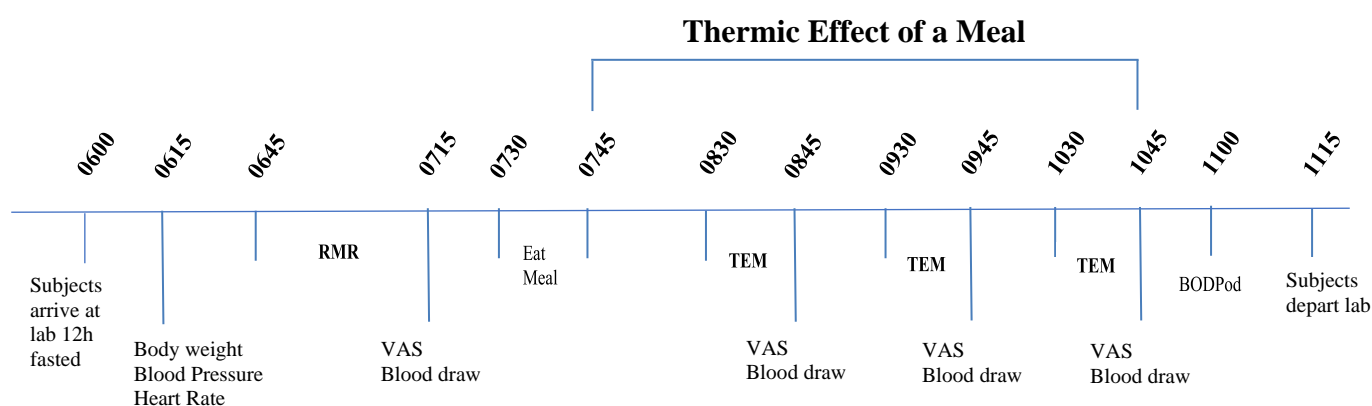 Thermic Effect of a Meal
0600
0615
0645
0715
0730
0745
0830
0845
0930
0945
1030
1045
1100
1115
Subjects
arrive at
lab 12h
fasted
Body weight
Blood Pressure
Heart Rate
RMR
VAS
Blood draw
Eat
Meal
TEM
VAS
Blood draw
TEM
VAS
Blood draw
TEM
VAS
Blood draw
BODPod
Subjects
depart lab